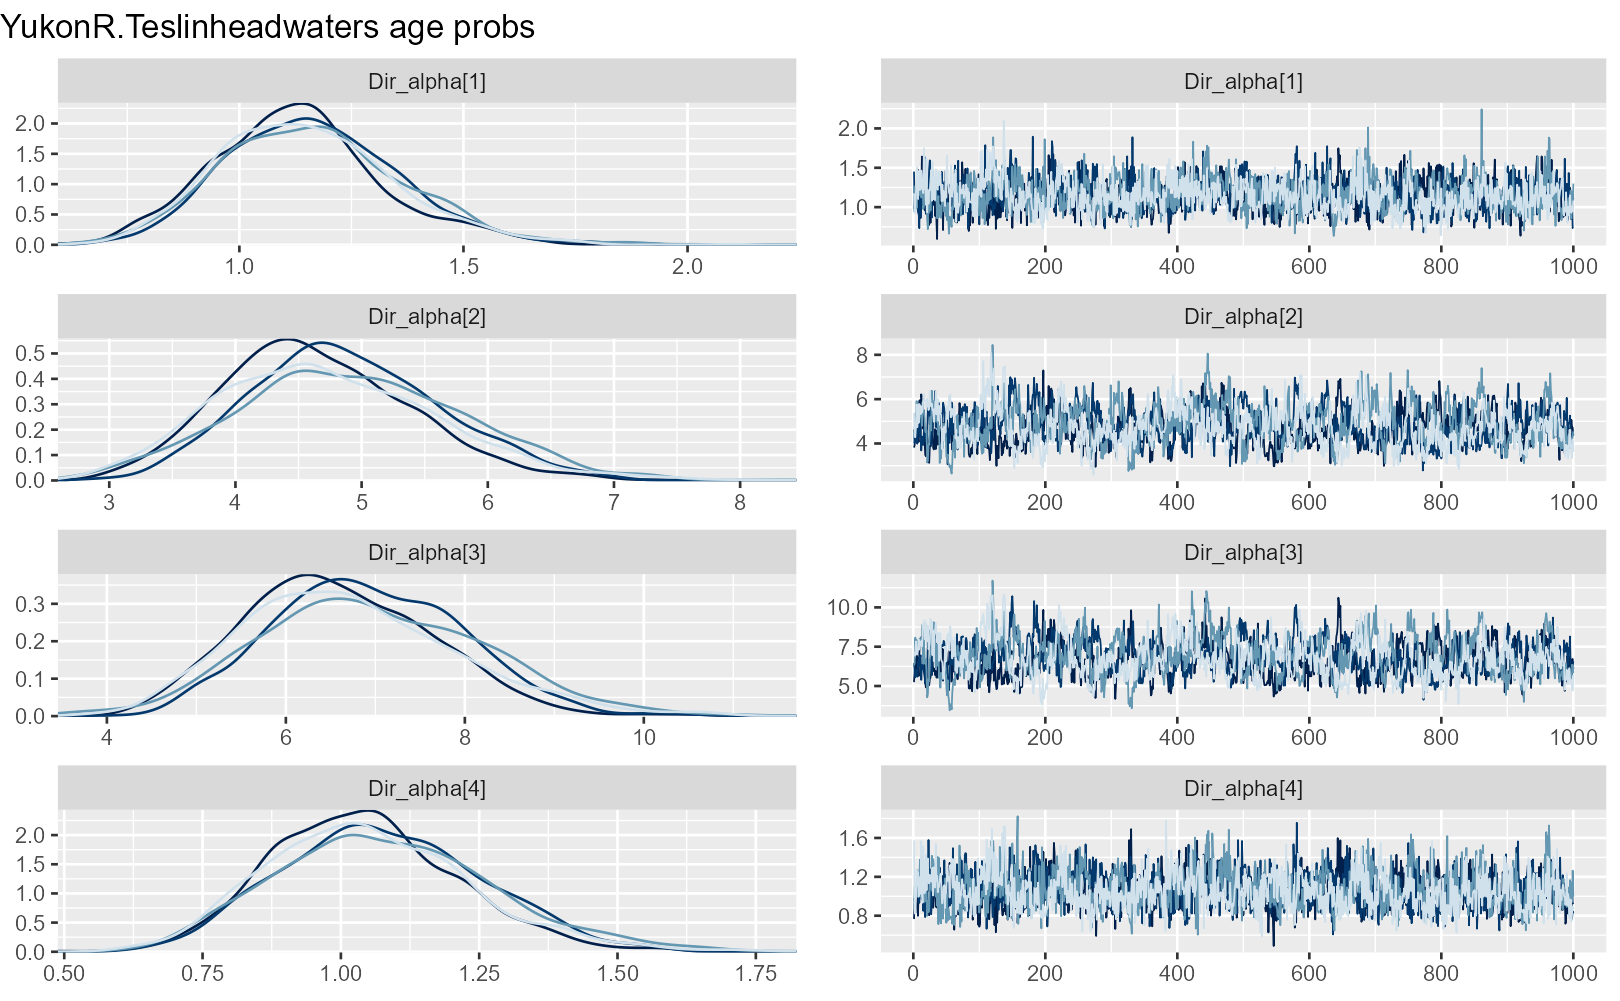 YukonR.Teslinheadwaters age probs
Dir_alpha[1]
2.0
1.5
1.0
0.5
0.0
1.0 1.5 2.0
Dir_alpha[1]
2.0
1.5
1.0
0 200 400 600 800 1000
Dir_alpha[2]
0.5
0.4
0.3
0.2
0.1
0.0
3 4 5 6 7 8
Dir_alpha[2]
8
6
4
0 200 400 600 800 1000
Dir_alpha[3]
0.3
0.2
0.1
0.0
4 6 8 10
Dir_alpha[3]
10.0
7.5
5.0
0 200 400 600 800 1000
Dir_alpha[4]
2.0
1.5
1.0
0.5
0.0
0.50 0.75 1.00 1.25 1.50 1.75
Dir_alpha[4]
1.6
1.2
0.8
0 200 400 600 800 1000